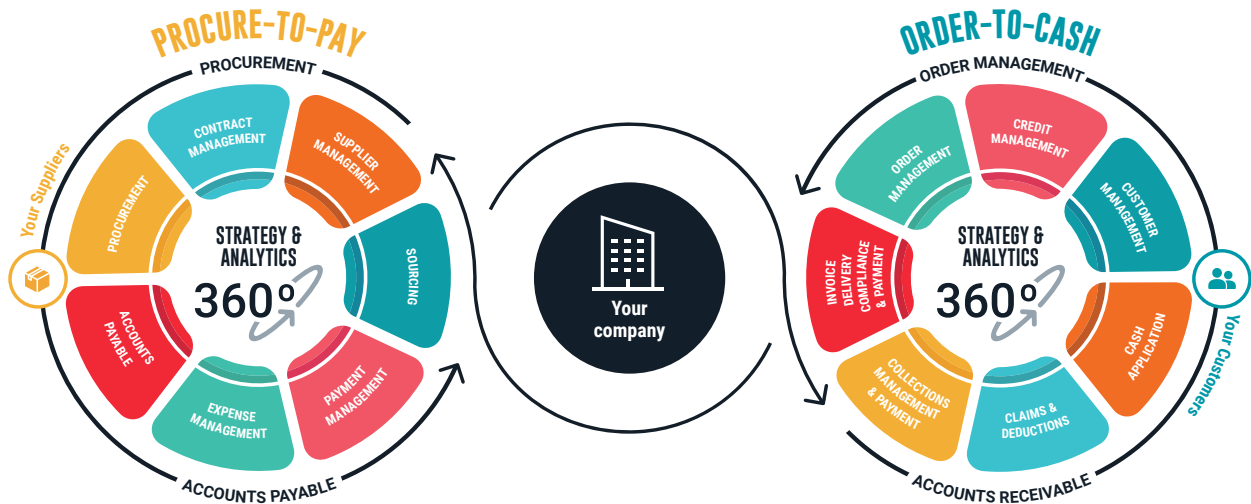 PROCURE-TO-PAY
PROCUREMENT
CONTRACT
MANAGEMENT
SUPPLIER
MANAGEMENT
Your Suppliers
PROCUREMENT
SOURCING
STRATEGY &
ANALYTICS
360º
ACCOUNTS
PAYABLE
EXPENSE
MANAGEMENT
PAYMENT
MANAGEMENT
ACCOUNTS PAYABLE
Your
company
ORDER-TO-CASH
ORDER MANAGEMENT
ORDER
MANAGEMENT
CREDIT
MANAGEMENT
CUSTOMER
MANAGEMENT
INVOICE
DELIVERY
COMPLIANCE
& PAYMENT
STRATEGY &
ANALYTICS
360º
Your Customers
COLLECTIONS
MANAGEMENT
& PAYMENT
CLAIMS &
DEDUCTIONS
CASH
APPLICATION
ACCOUNTS RECEIVABLE